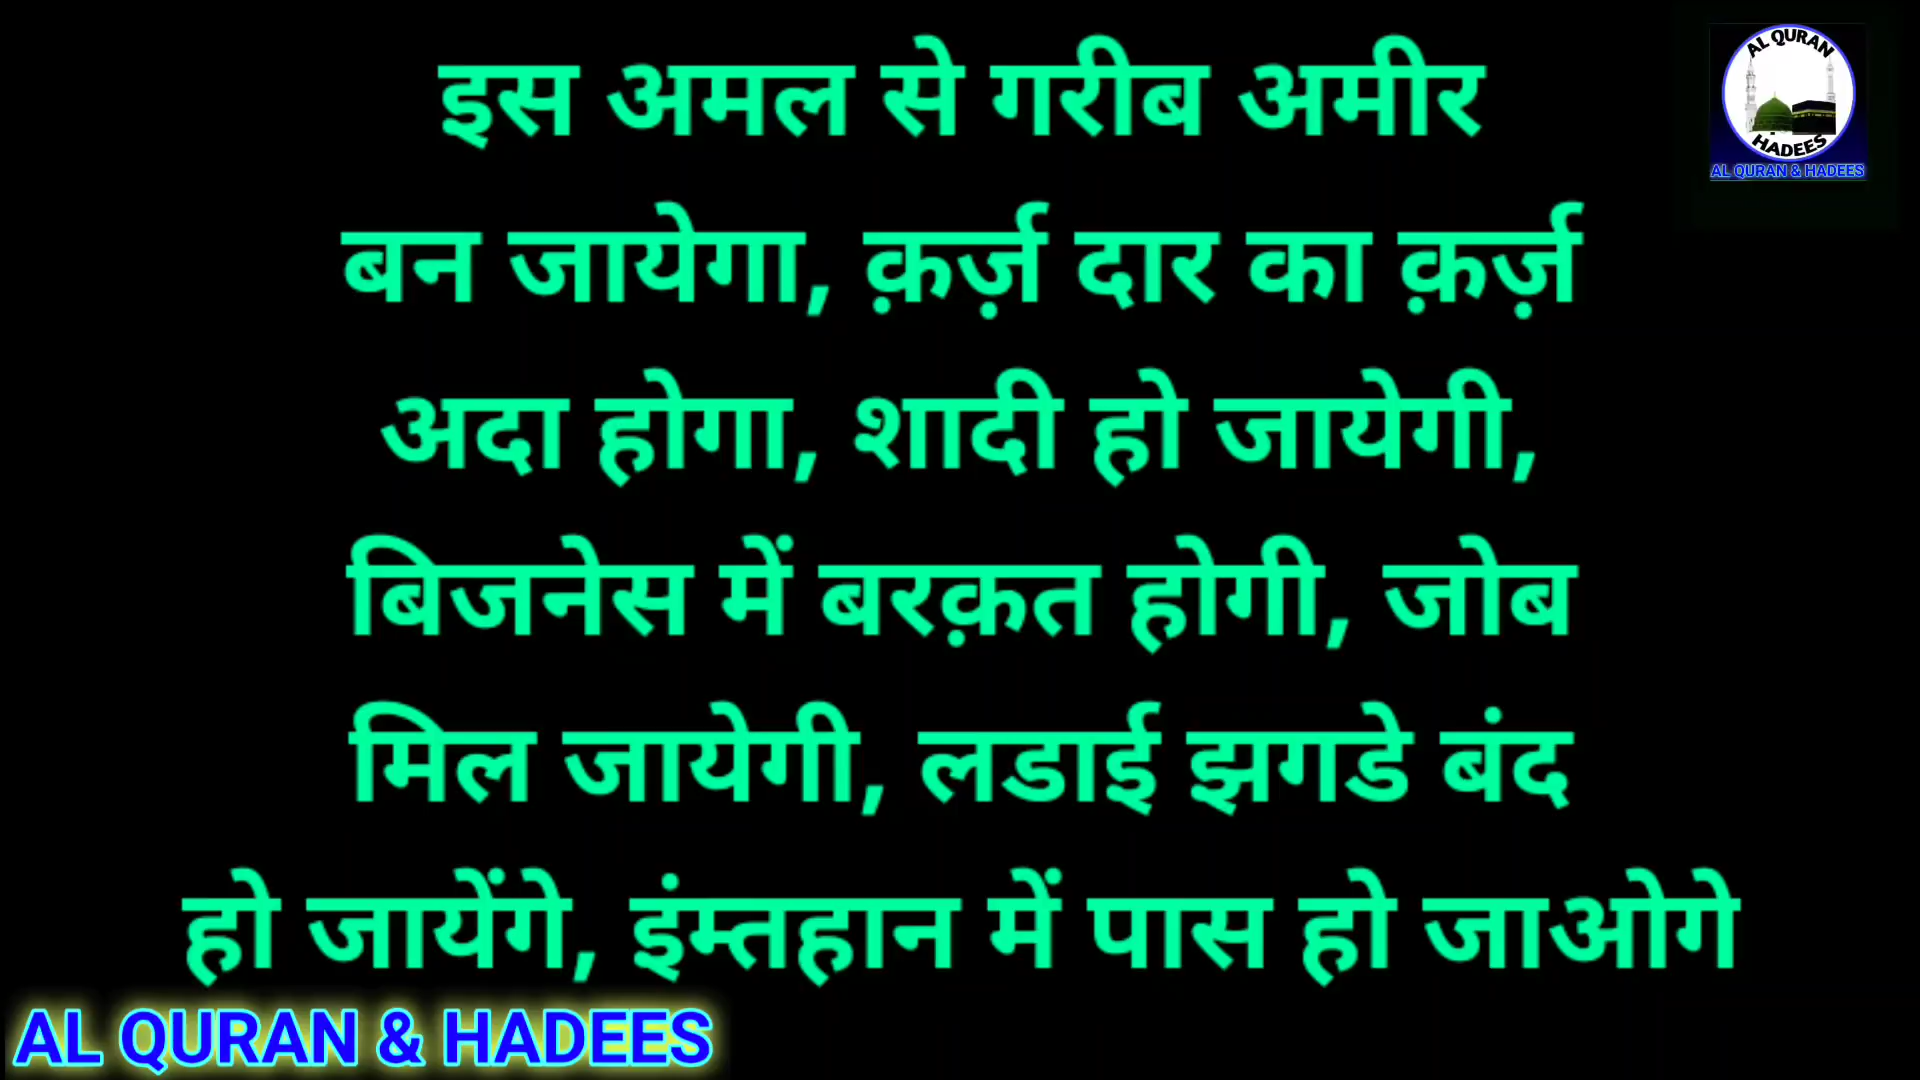 इस अमल से गरीब अमीर
बन जायेगा, क़र्ज़ दार का क़र्ज़
अदा होगा, शादी हो जायेगी,
बिजनेस में बरक़त होगी, जोब
मिल जायेगी, लडाई झगडे बंद
हो जायेंगे, इंम्तहान में पास हो जाओगे
AL QURAN
HADEES
AL QURAN & HADEES
AL QURAN & HADEES